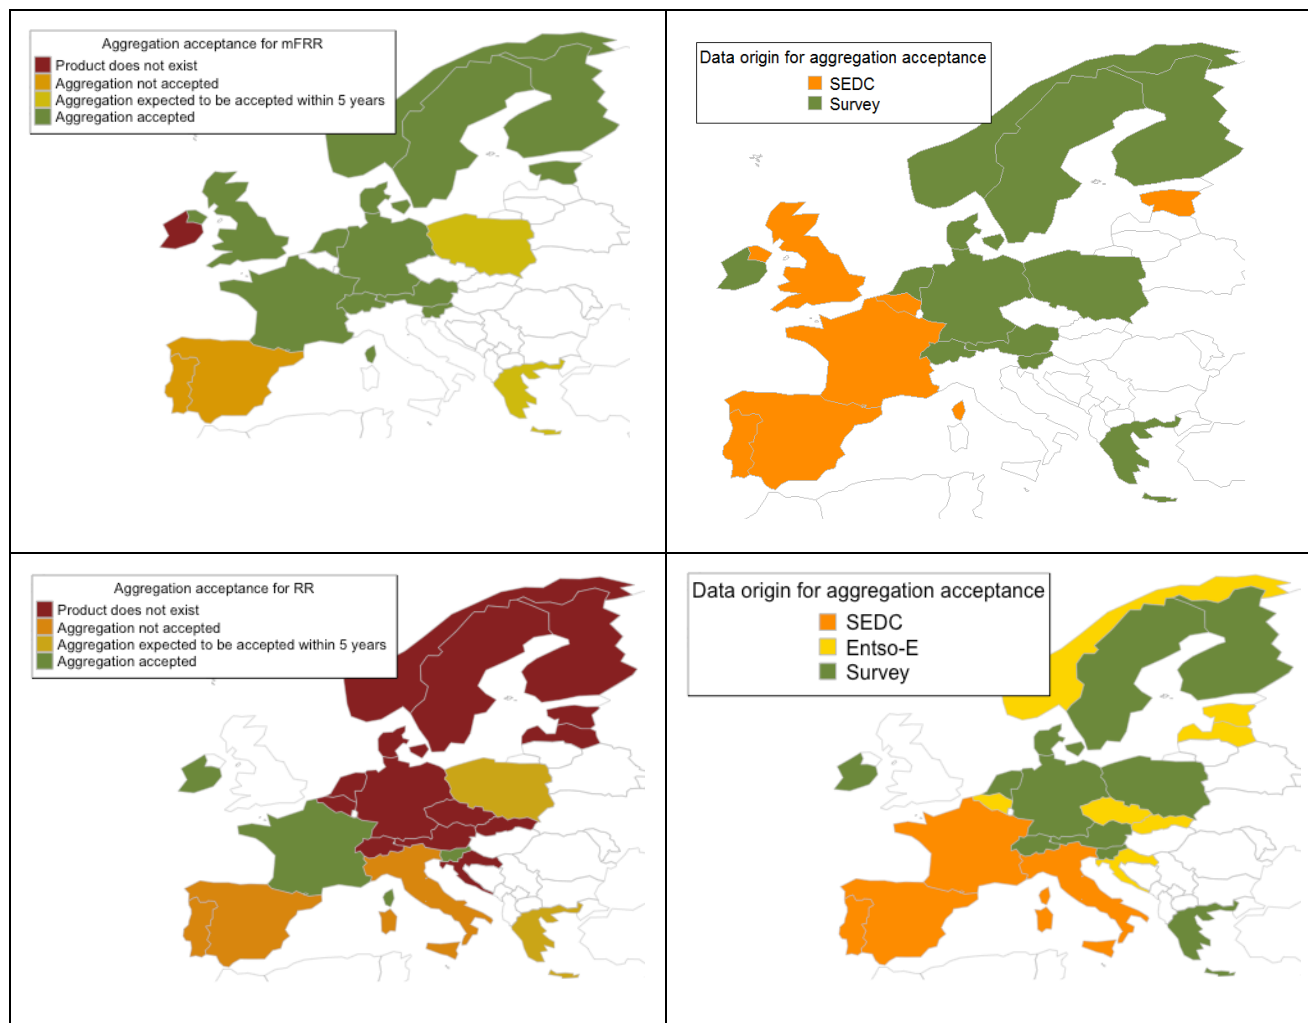 Aggregation acceptance for mFRR
Product does not exist
Aggregation not accepted
Aggregation expected to be accepted within 5 years
Aggregation accepted
Data origin for aggregation acceptance
SEDC
Survey
Aggregation acceptance for RR
Product does not exist
Aggregation not accepted
Aggregation expected to be accepted within 5 years
Aggregation accepted
Data origin for aggregation acceptance
SEDC
Entso-E
Survey